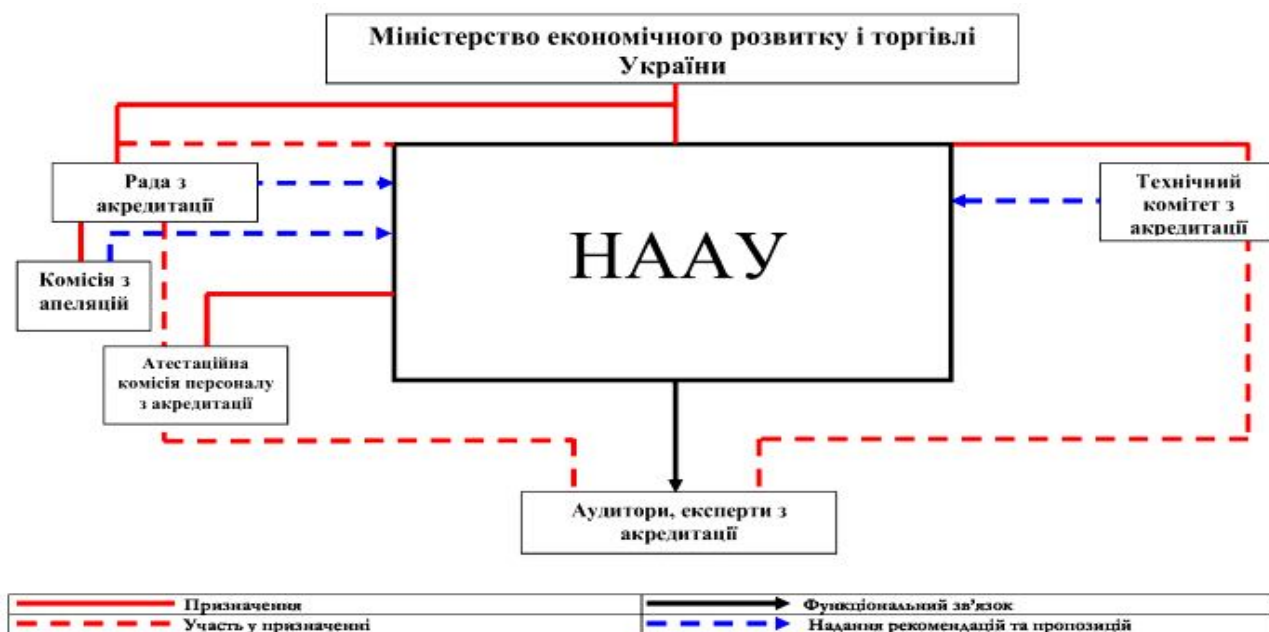 Міністерство економічного розвитку і торгівлі
України
Рада з
акредитації
НААУ
Технічний
комітет з
акредитації
Комісія з
апеляцій
Атестаційна
комісія персоналу
з акредитації
Аудитори, експерти з
акредитації
Призначення
Функціональний зв'язок
Участь у призначенні
Надання рекомендацій та пропозицій